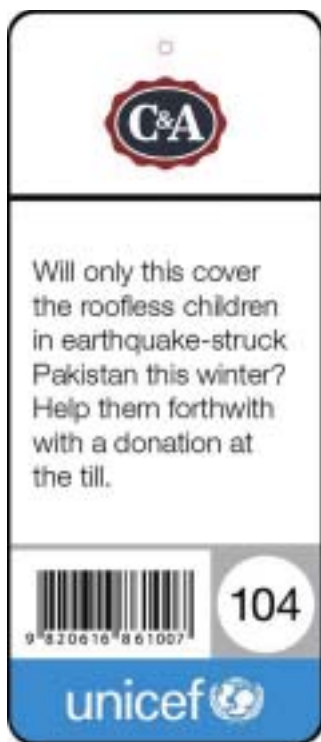 C&A
Will only this cover
the roofless children
in earthquake-struck
Pakistan this winter?
Help them forthwith
with a donation at
the till.
104
9 820616 861007
unicef